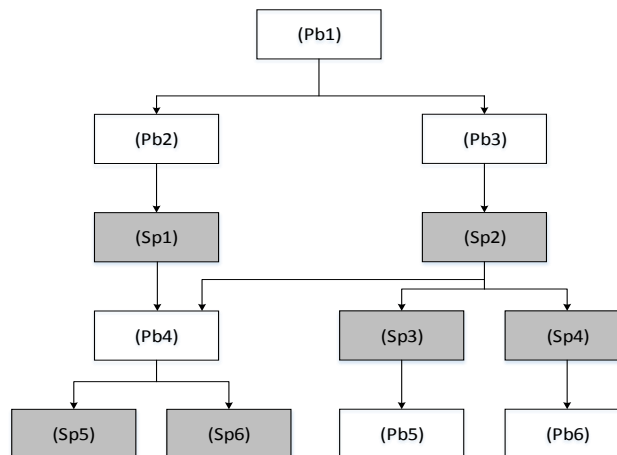 (Pb1)
(Pb2)
(Pb3)
(Sp1)
(Sp2)
(Pb4)
(Sp3)
(Sp4)
(Sp5)
(Sp6)
(Pb5)
(Pb6)